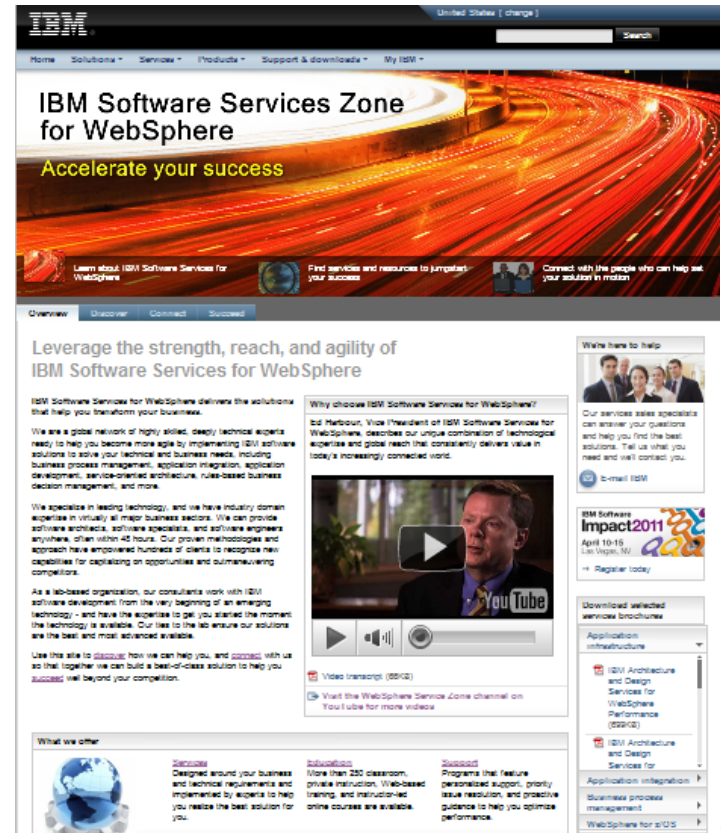 IBM
United States [ change ]
Search
Home Solutions Services Products Support & downloads My IBM
IBM Software Services Zone
for WebSphere
Accelerate your success
Learn about IBM Software Services for
WebSphere
Find services and resources to jumpstart
your success
Connect with the people who can help set
your solution in motion
Overview Discover Connect Succeed
Leverage the strength, reach, and agility of
IBM Software Services for WebSphere
IBM Software Services for WebSphere delivers the solutions
that help you transform your business.
We are a global network of highly skilled, deeply technical experts
ready to help you become more agile by implementing IBM software
solutions to solve your technical and business needs, including
business process management, application integration, application
development, service-oriented architecture, rules-based business
decision management, and more.
We specialize in leading technology, and we have industry domain
expertise in virtually all major business sectors. We can provide
software architects, software specialists, and software engineers
anywhere, often within 48 hours. Our proven methodologies and
approach have empowered hundreds of clients to recognize new
capabilities for capitalizing on opportunities and outmaneuvering
competitors.
As a lab-based organization, our consultants work with IBM
software development from the very beginning of an emerging
technology - and have the expertise to get you started the moment
the technology is available. Our ties to the lab ensure our solutions
are the best and most advanced available.
Use this site to discover how we can help you, and connect with us
so that together we can build a best-of-class solution to help you
succeed well beyond your competition.
Why choose IBM Software Services for WebSphere?
Ed Harbour, Vice President of IBM Software Services for
WebSphere, describes our unique combination of technological
expertise and global reach that consistently delivers value in
today's increasingly connected world.
YouTube
Video transcript (66KB)
Visit the WebSphere Service Zone channel on
YouTube for more videos
We're here to help
Our services sales specialists
can answer your questions
and help you find the best
solutions. Tell us what you
need and we'll contact you.
E-mail IBM
IBM Software
Impact2011
April 10-15
Las Vegas, NV
Register today
Download selected
services brochures
Application
infrastructure
IBM Architecture
and Design
Services for
WebSphere
Performance
(699KB)
IBM Architecture
and Design
Services for
Application integration
Business process
management
WebSphere for z/OS
What we offer
Services
Designed around your business
and technical requirements and
implemented by experts to help
you realize the best solution for
you.
Education
More than 250 classroom,
private instruction, Web-based
training, and instructor-led
online courses are available.
Support
Programs that feature
personalized support, priority
issue resolution, and proactive
guidance to help you optimize
performance.